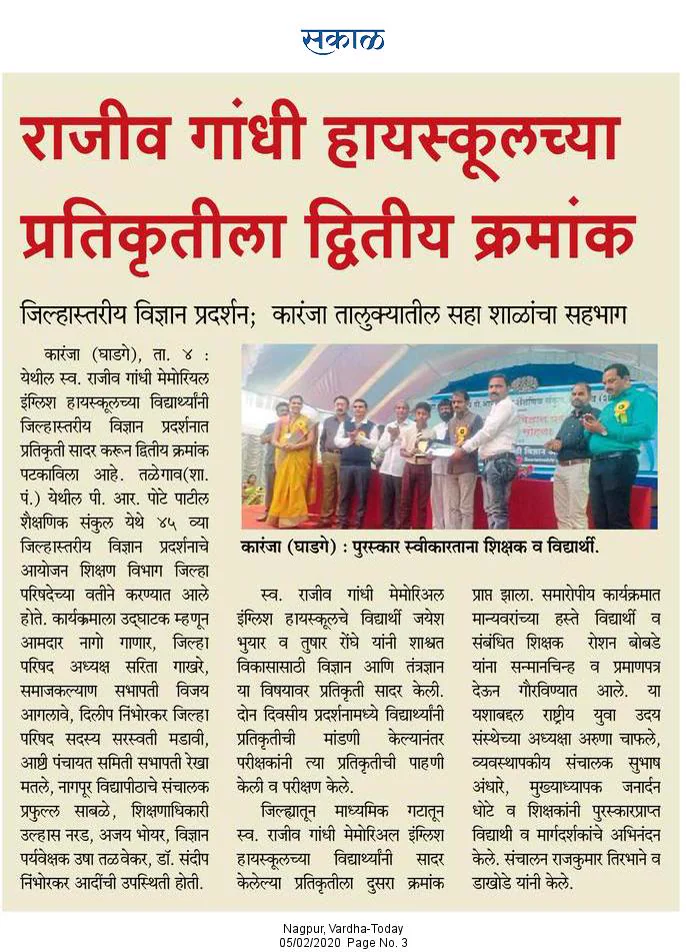 सकाळ
राजीव गांधी हायस्कूलच्या
प्रतिकृतीला द्वितीय क्रमांक
जिल्हास्तरीय विज्ञान प्रदर्शन; कारंजा तालुक्यातील सहा शाळांचा सहभाग
कारंजा (घाडगे), ता. ४ :
येथील स्व. राजीव गांधी मेमोरियल
इंग्लिश हायस्कूलच्या विद्यार्थ्यांनी
जिल्हास्तरीय विज्ञान प्रदर्शनात
प्रतिकृती सादर करून द्वितीय क्रमांक
पटकाविला आहे. तळेगाव(शा.
पं.) येथील पी. आर. पोटे पाटील
शैक्षणिक संकुल येथे ४५ व्या
जिल्हास्तरीय विज्ञान प्रदर्शनाचे
आयोजन शिक्षण विभाग जिल्हा
परिषदेच्या वतीने करण्यात आले
होते. कार्यक्रमाला उद्‌घाटक म्हणून
आमदार नागो गाणार, जिल्हा
परिषद अध्यक्ष सरिता गाखरे,
समाजकल्याण सभापती विजय
आगलावे, दिलीप निंभोरकर जिल्हा
परिषद सदस्य सरस्वती मडावी,
आष्टी पंचायत समिती सभापती रेखा
मतले, नागपूर विद्यापीठाचे संचालक
प्रफुल्ल साबळे, शिक्षणाधिकारी
उल्हास नरड, अजय भोयर, विज्ञान
पर्यवेक्षक उषा तळवेकर, डॉ. संदीप
निंभोरकर आदींची उपस्थिती होती.
कारंजा (घाडगे) : पुरस्कार स्वीकारताना शिक्षक व विद्यार्थी.
स्व. राजीव गांधी मेमोरिअल
इंग्लिश हायस्कूलचे विद्यार्थी जयेश
भुयार व तुषार रोंघे यांनी शाश्वत
विकासासाठी विज्ञान आणि तंत्रज्ञान
या विषयावर प्रतिकृती सादर केली.
दोन दिवसीय प्रदर्शनामध्ये विद्यार्थ्यांनी
प्रतिकृतीची मांडणी केल्यानंतर
परीक्षकांनी त्या प्रतिकृतीची पाहणी
केली व परीक्षण केले.
जिल्ह्यातून माध्यमिक गटातून
स्व. राजीव गांधी मेमोरिअल इंग्लिश
हायस्कूलच्या विद्यार्थ्यांनी सादर
केलेल्या प्रतिकृतीला दुसरा क्रमांक
प्राप्त झाला. समारोपीय कार्यक्रमात
मान्यवरांच्या हस्ते विद्यार्थी व
संबंधित शिक्षक रोशन बोबडे
यांना सन्मानचिन्ह व प्रमाणपत्र
देऊन गौरविण्यात आले. या
यशाबद्दल राष्ट्रीय युवा उदय
संस्थेच्या अध्यक्षा अरुणा चाफले,
व्यवस्थापकीय संचालक सुभाष
अंधारे, मुख्याध्यापक जनार्दन
धोटे व शिक्षकांनी पुरस्कारप्राप्त
विद्यार्थी व मार्गदर्शकांचे अभिनंदन
केले. संचालन राजकुमार तिरभाने व
डाखोडे यांनी केले.
Nagpur, Vardha-Today
05/02/2020 Page No. 3